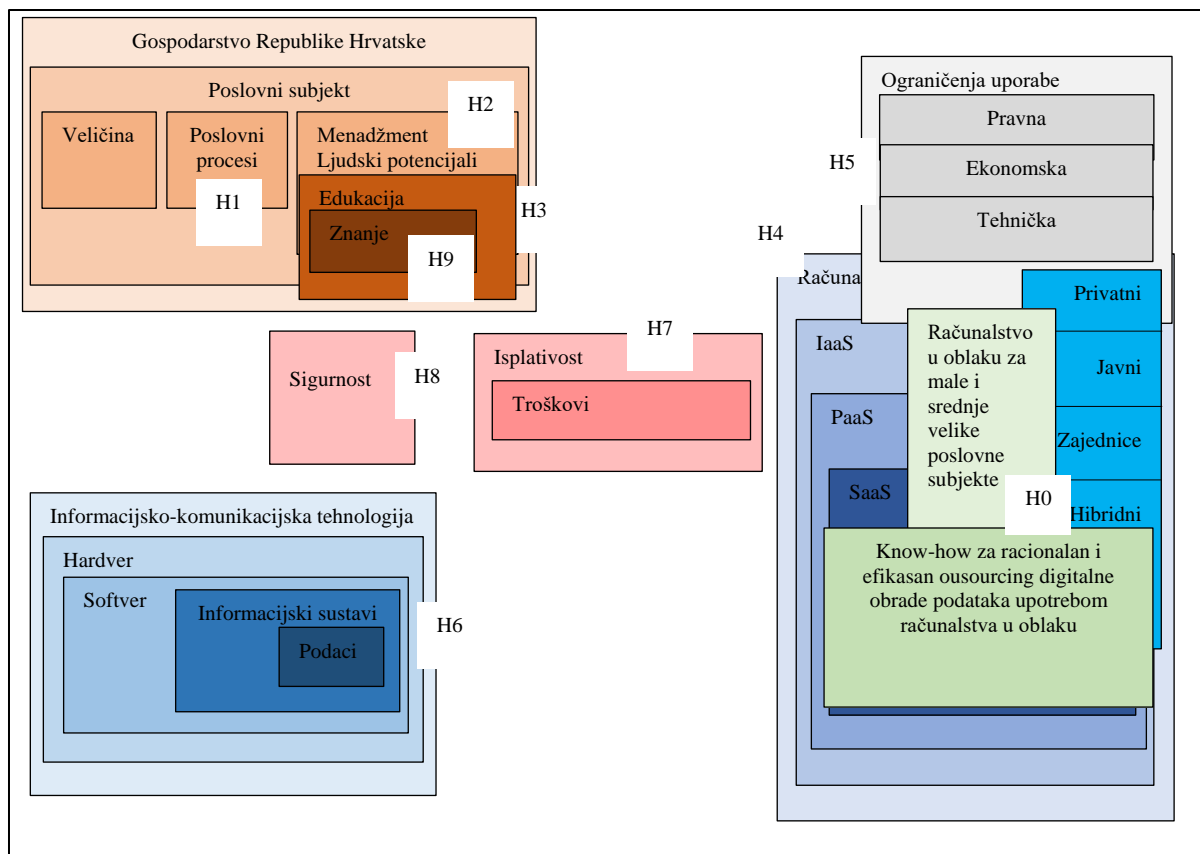 Gospodarstvo Republike Hrvatske
Poslovni subjekt
H2
Veličina
Poslovni
procesi
H1
Menadžment
Ljudski potencijali
Edukacija
H3
Znanje
H9
Ograničenja uporabe
Pravna
H5
Ekonomska
Tehnička
H4
Računa
Privatni
Javni
Zajednice
Hibridni
IaaS
PaaS
SaaS
Računalstvo
u oblaku za
male i
srednje
velike
poslovne
subjekte
H0
Know-how za racionalan i
efikasan ousourcing digitalne
obrade podataka upotrebom
računalstva u oblaku
Sigurnost
H8
H7
Isplativost
Troškovi
Informacijsko-komunikacijska tehnologija
Hardver
Softver
Informacijski sustavi
Podaci
H6